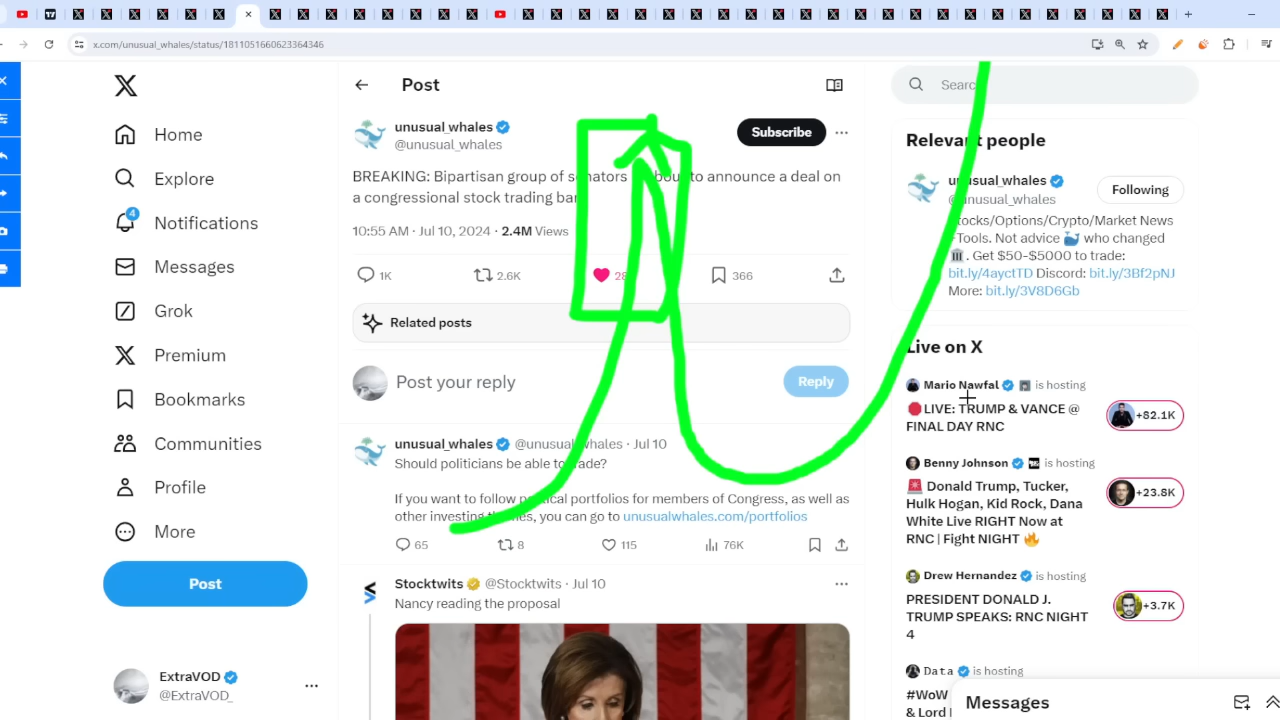 x.com/unusual_whales/status/1811051660623364346
Home
Explore
4
Notifications
Messages
Grok
Premium
Bookmarks
Communities
Profile
More
Post
ExtraVOD
@ExtraVOD_
Post
unusual_whales
@unusual_whales
Subscribe
BREAKING: Bipartisan group of senators to announce a deal on
a congressional stock trading
10:55 AM · Jul 10, 2024 · 2.4M Views
1K
2.6K
366
Related posts
Post your reply
Reply
unusual_whales @unusual_whales · Jul 10
Should politicians be able to trade?
If you want to follow political portfolios for members of Congress, as well as
other investing themes, you can go to unusualwhales.com/portfolios
65
8
115
76K
Stocktwits @Stocktwits · Jul 10
Nancy reading the proposal
Search
Relevant people
unusual_whales
@unusual_whales
Following
Stocks/Options/Crypto/Market News
+Tools. Not advice 🐳 who changed
🏛. Get $50-$5000 to trade:
bit.ly/4ayctTD Discord: bit.ly/3Bf2pNJ
More: bit.ly/3V8D6Gb
Live on X
Mario Nawfal is hosting
🛑LIVE: TRUMP & VANCE @
FINAL DAY RNC
+82.1K
Benny Johnson is hosting
🚨 Donald Trump, Tucker,
Hulk Hogan, Kid Rock, Dana
White Live RIGHT Now at
RNC | Fight NIGHT 🔥
+23.8K
Drew Hernandez is hosting
PRESIDENT DONALD J.
TRUMP SPEAKS: RNC NIGHT
4
+3.7K
Data is hosting
#WoW
& Lord
Messages